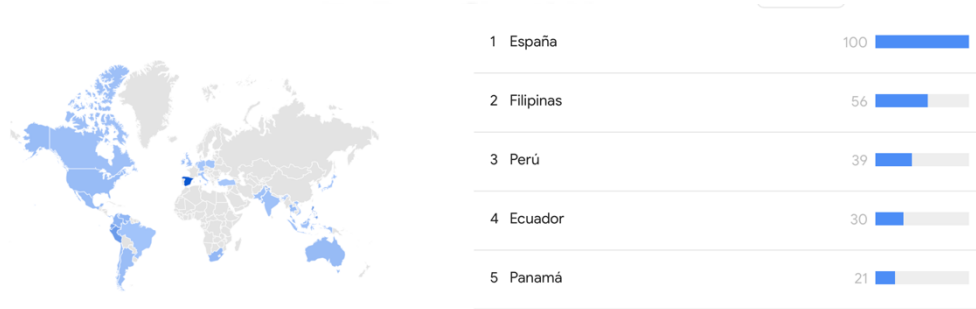 1 España 100
2 Filipinas 56
3 Perú 39
4 Ecuador 30
5 Panamá 21